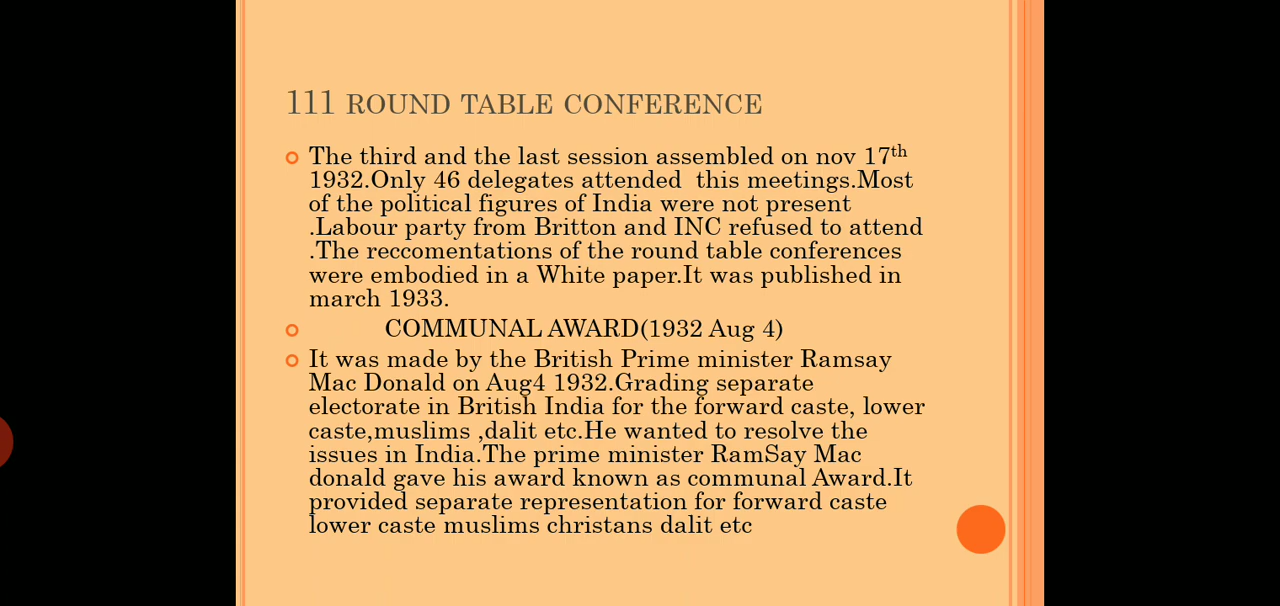 111 ROUND TABLE CONFERENCE
The third and the last session assembled on nov 17th
1932.Only 46 delegates attended  this meetings.Most
of the political figures of India were not present
.Labour party from Britton and INC refused to attend
.The reccomentations of the round table conferences
were embodied in a White paper.It was published in
march 1933.
COMMUNAL AWARD(1932 Aug 4)
It was made by the British Prime minister Ramsay
Mac Donald on Aug4 1932.Grading separate
electorate in British India for the forward caste, lower
caste,muslims ,dalit etc.He wanted to resolve the
issues in India.The prime minister RamSay Mac
donald gave his award known as communal Award.It
provided separate representation for forward caste
lower caste muslims christans dalit etc